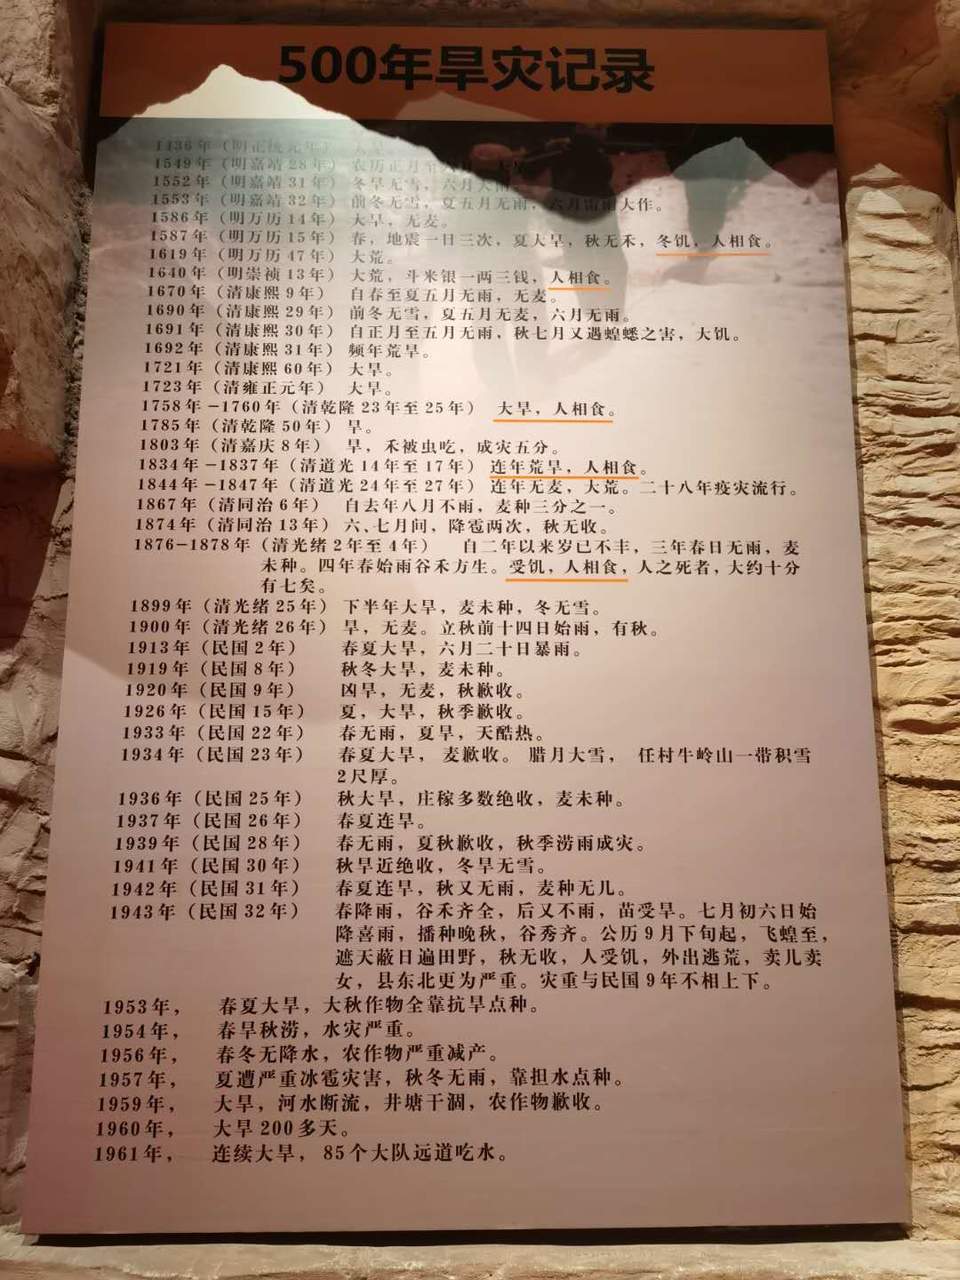 500年旱灾记录
1436年（明正统元年）大旱
1549年（明嘉靖28年）农历正月至
1552年（明嘉靖31年）冬旱无雪，六月大雨
1553年（明嘉靖32年）前冬无雪，夏五月无雨，六月雷雨大作。
1586年（明万历14年）大旱，无麦。
1587年（明万历15年）春，地震一日三次，夏大旱，秋无禾，冬饥，人相食。
1619年（明万历47年）大荒。
1640年（明崇祯13年）大荒，斗米银一两三钱，人相食。
1670年（清康熙9年）自春至夏五月无雨，无麦。
1690年（清康熙29年）前冬无雪，夏五月无麦，六月无雨。
1691年（清康熙30年）自正月至五月无雨，秋七月又遇蝗蟋之害，大饥。
1692年（清康熙31年）频年荒旱。
1721年（清康熙60年）大旱。
1723年（清雍正元年）大旱。
1758年－1760年（清乾隆23年至25年）大旱，人相食。
1785年（清乾隆50年）旱。
1803年（清嘉庆8年）旱，禾被虫吃，成灾五分。
1834年－1837年（清道光14年至17年）连年荒旱，人相食。
1844年－1847年（清道光24年至27年）连年无麦，大荒。二十八年疫灾流行。
1867年（清同治6年）自去年八月不雨，麦种三分之一。
1874年（清同治13年）六、七月间，降雹两次，秋无收。
1876－1878年（清光绪2年至4年）自二年以来岁已不丰，三年春日无雨，麦
未种。四年春始雨谷禾方生。受饥，人相食，人之死者，大约十分
有七矣。
1899年（清光绪25年）下半年大旱，麦未种，冬无雪。
1900年（清光绪26年）旱，无麦。立秋前十四日始雨，有秋。
1913年（民国2年）春夏大旱，六月二十日暴雨。
1919年（民国8年）秋冬大旱，麦未种。
1920年（民国9年）凶旱，无麦，秋歉收。
1926年（民国15年）夏，大旱，秋季歉收。
1933年（民国22年）春无雨，夏旱，天酷热。
1934年（民国23年）春夏大旱，麦歉收。腊月大雪，任村牛岭山一带积雪
2尺厚。
1936年（民国25年）秋大旱，庄稼多数绝收，麦未种。
1937年（民国26年）春夏连旱。
1939年（民国28年）春无雨，夏秋歉收，秋季涝雨成灾。
1941年（民国30年）秋旱近绝收，冬旱无雪。
1942年（民国31年）春夏连旱，秋又无雨，麦种无几。
1943年（民国32年）春降雨，谷禾齐全，后又不雨，苗受旱。七月初六日始
降喜雨，播种晚秋，谷秀齐。公历9月下旬起，飞蝗至，
遮天蔽日遍田野，秋无收，人受饥，外出逃荒，卖儿卖
女，县东北更为严重。灾重与民国9年不相上下。
1953年，春夏大旱，大秋作物全靠抗旱点种。
1954年，春旱秋涝，水灾严重。
1956年，春冬无降水，农作物严重减产。
1957年，夏遭严重冰雹灾害，秋冬无雨，靠担水点种。
1959年，大旱，河水断流，井塘干涸，农作物歉收。
1960年，大旱200多天。
1961年，连续大旱，85个大队远道吃水。